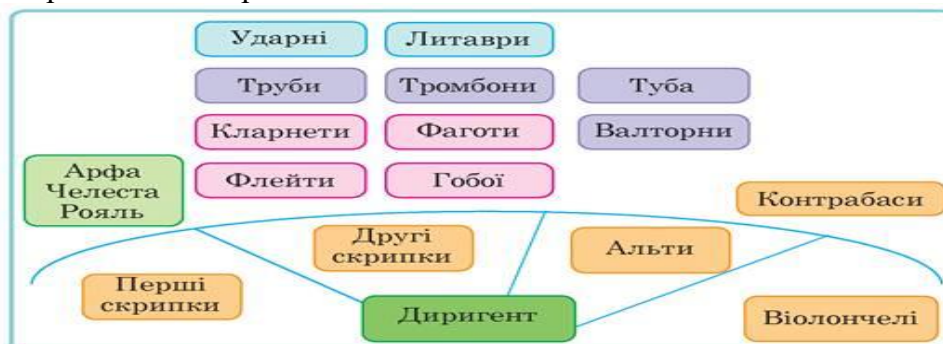 Ударні Литаври
Труби Тромбони Туба
Кларнети Фаготи Валторни
Арфа
Челеста
Рояль
Флейти Гобої
Контрабаси
Другі
скрипки
Альти
Перші
скрипки
Диригент
Віолончелі